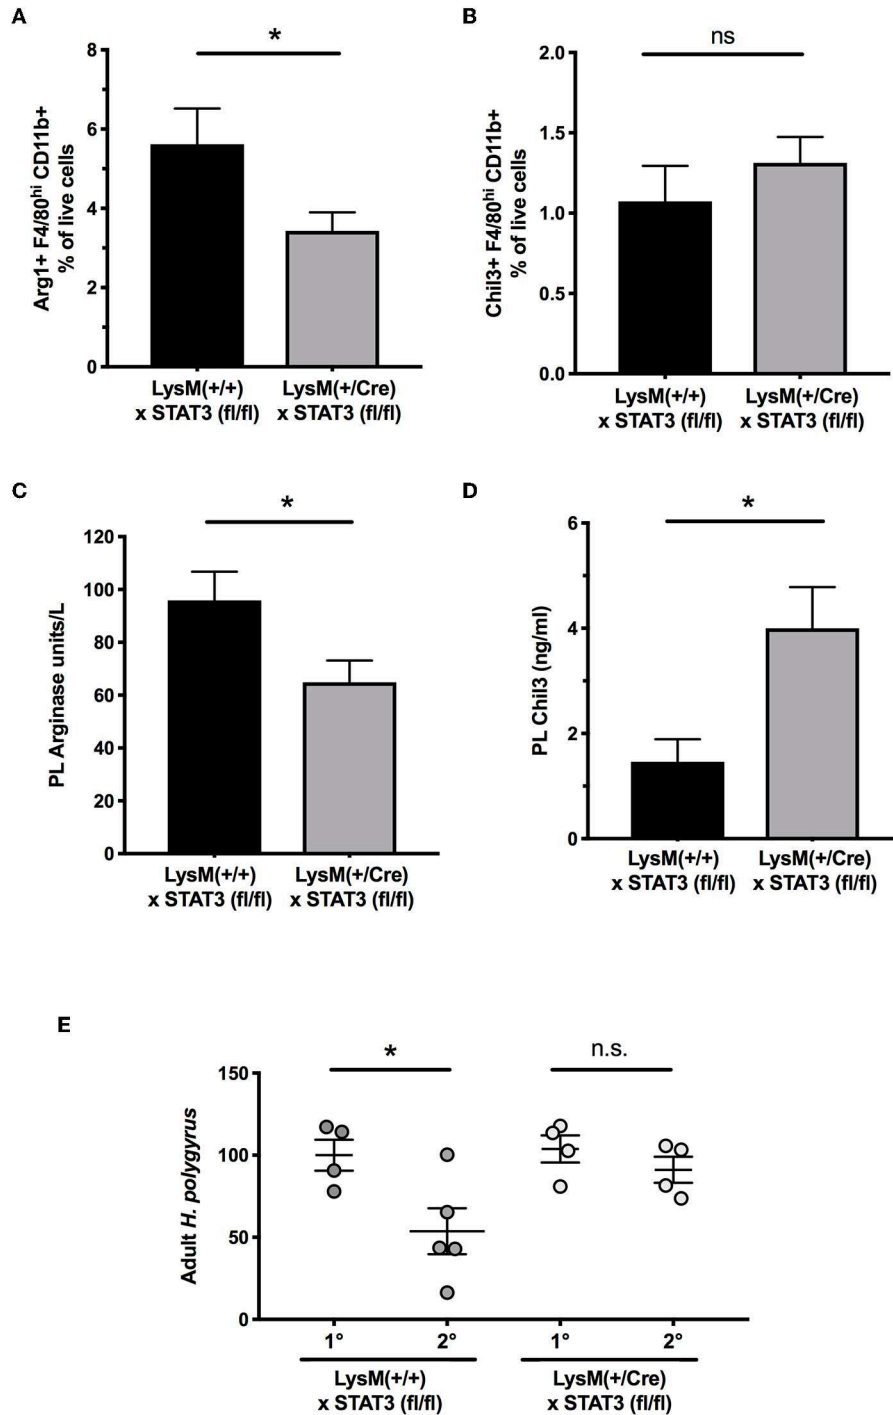 A
Arg1+ F4/80hi CD11b+
% of live cells
8
6
4
2
0
*
LysM(+/+)
x STAT3 (fl/fl)
LysM(+/Cre)
x STAT3 (fl/fl)
B
Chil3+ F4/80hi CD11b+
% of live cells
2.0
1.5
1.0
0.5
0.0
ns
LysM(+/+)
x STAT3 (fl/fl)
LysM(+/Cre)
x STAT3 (fl/fl)
C
PL Arginase units/L
120
100
80
60
40
20
0
*
LysM(+/+)
x STAT3 (fl/fl)
LysM(+/Cre)
x STAT3 (fl/fl)
D
PL Chil3 (ng/ml)
6
4
2
0
*
LysM(+/+)
x STAT3 (fl/fl)
LysM(+/Cre)
x STAT3 (fl/fl)
E
Adult H. polygyrus
150
100
50
0
*
n.s.
1° 2° 1° 2°
LysM(+/+)
x STAT3 (fl/fl)
LysM(+/Cre)
x STAT3 (fl/fl)